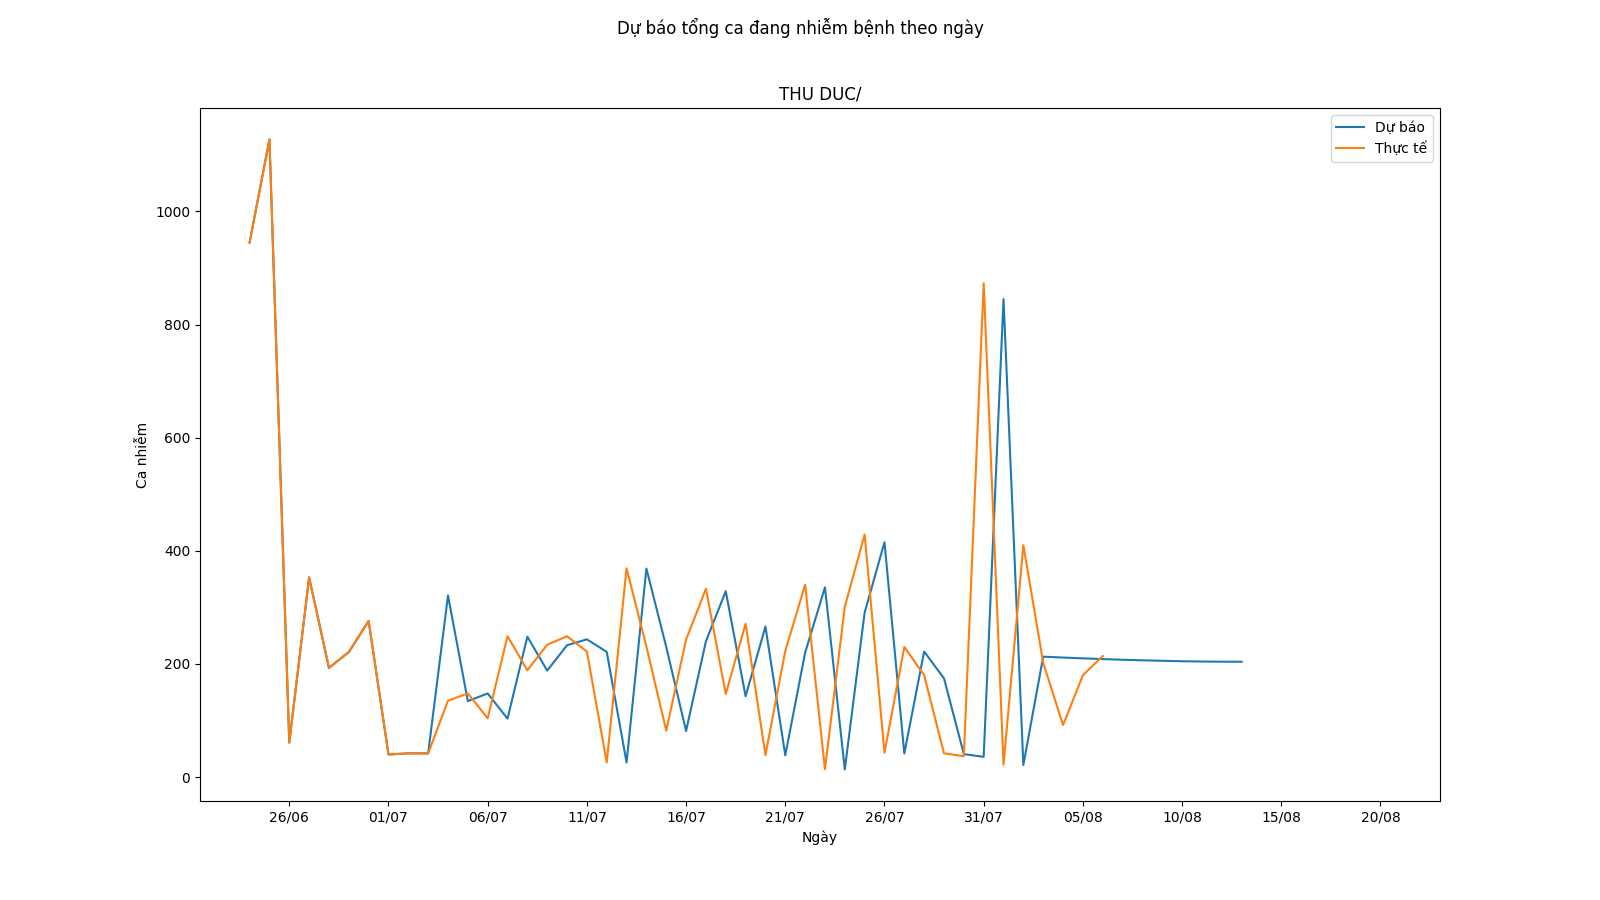 Dự báo tổng ca đang nhiễm bệnh theo ngày
THU DUC/
Dự báo
Thực tế
1000
800
600
400
200
0
Ca nhiễm
26/06 01/07 06/07 11/07 16/07 21/07 26/07 31/07 05/08 10/08 15/08 20/08
Ngày